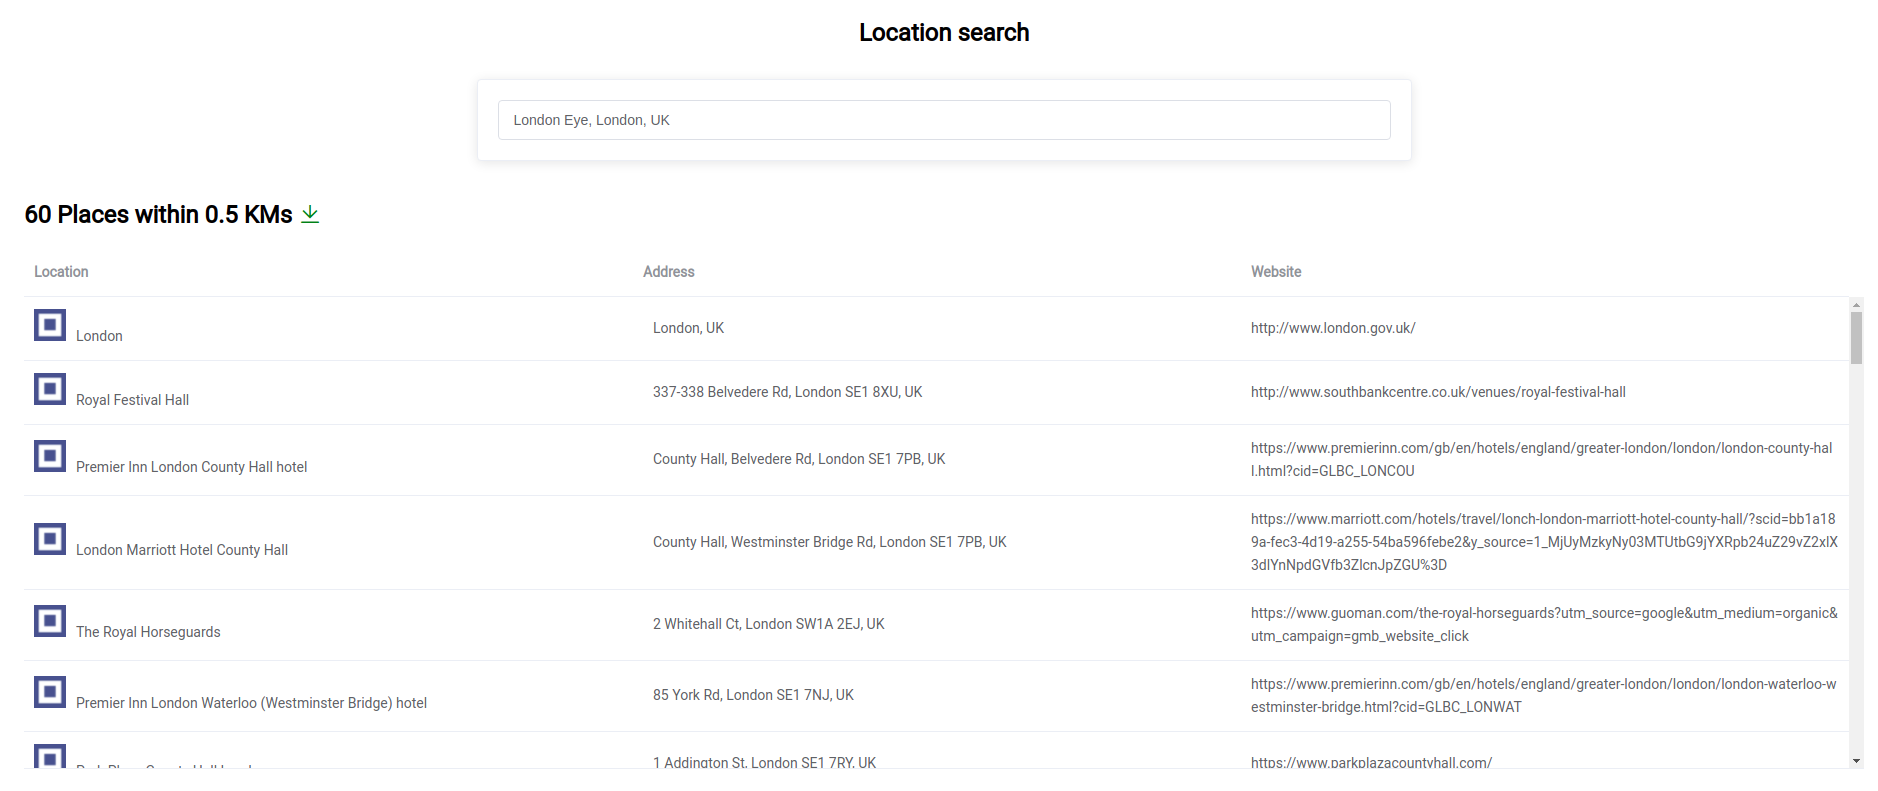 Location search
London Eye, London, UK
60 Places within 0.5 KMs
Location Address Website
London London, UK http://www.london.gov.uk/
Royal Festival Hall 337-338 Belvedere Rd, London SE1 8XU, UK http://www.southbankcentre.co.uk/venues/royal-festival-hall
Premier Inn London County Hall hotel County Hall, Belvedere Rd, London SE1 7PB, UK https://www.premierinn.com/gb/en/hotels/england/greater-london/london/london-county-hal
l.html?cid=GLBC_LONCOU
London Marriott Hotel County Hall County Hall, Westminster Bridge Rd, London SE1 7PB, UK https://www.marriott.com/hotels/travel/lonch-london-marriott-hotel-county-hall/?scid=bb1a18
9a-fec3-4d19-a255-54ba596febe2&y_source=1_MjUyMzkyNy03MTUtbG9jYXRpb24uZ29vZ2xlX
3dlYnNpdGVfb3ZlcnJpZGU%3D
The Royal Horseguards 2 Whitehall Ct, London SW1A 2EJ, UK https://www.guoman.com/the-royal-horseguards?utm_source=google&utm_medium=organic&
utm_campaign=gmb_website_click
Premier Inn London Waterloo (Westminster Bridge) hotel 85 York Rd, London SE1 7NJ, UK https://www.premierinn.com/gb/en/hotels/england/greater-london/london/london-waterloo-w
estminster-bridge.html?cid=GLBC_LONWAT
1 Addington St, London SE1 7RY, UK https://www.parkplazacountyhall.com/